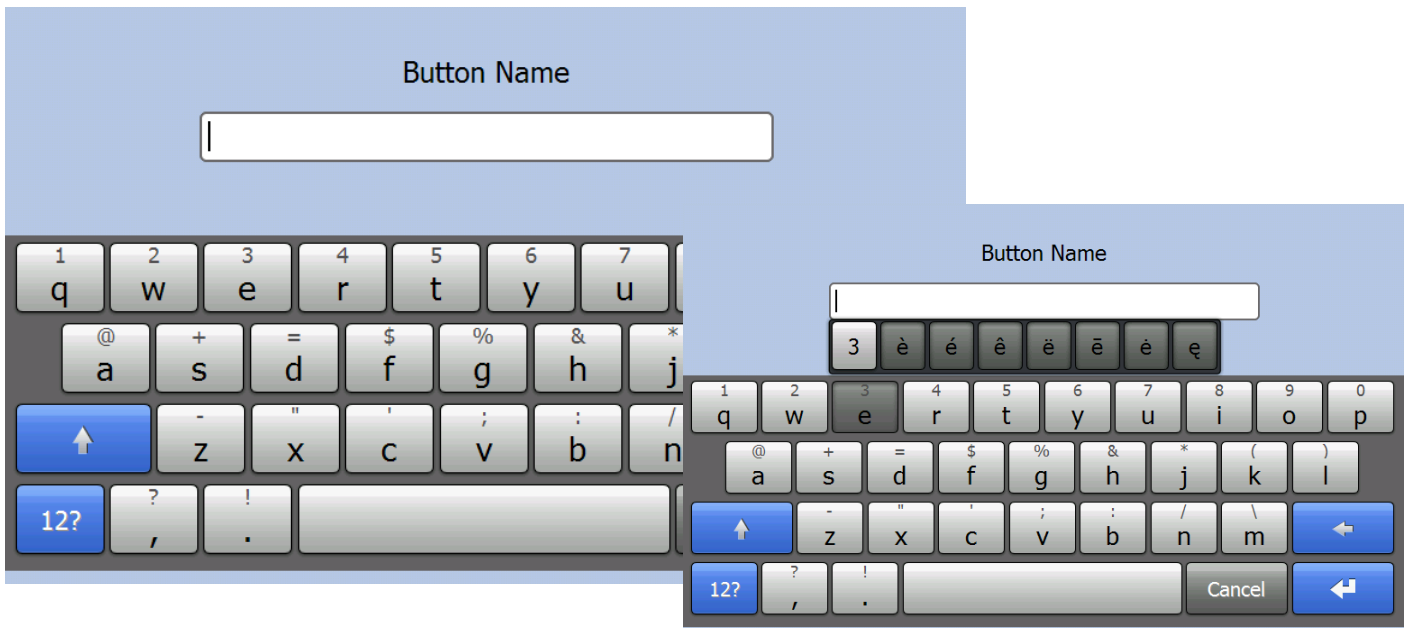 Button Name
1 2 3 4 5 6 7
q w e r t y u
@ + = $ % & *
a s d f g h j
- " ' ; : /
z x c v b n
? !
12? , .
Button Name
3 è é ê ë ē ė ę
1 2 3 4 5 6 7 8 9 0
q w e r t y u i o p
@ + = $ % & * ( )
a s d f g h j k l
- " ' ; : / \
z x c v b n m
? !
12? , . Cancel